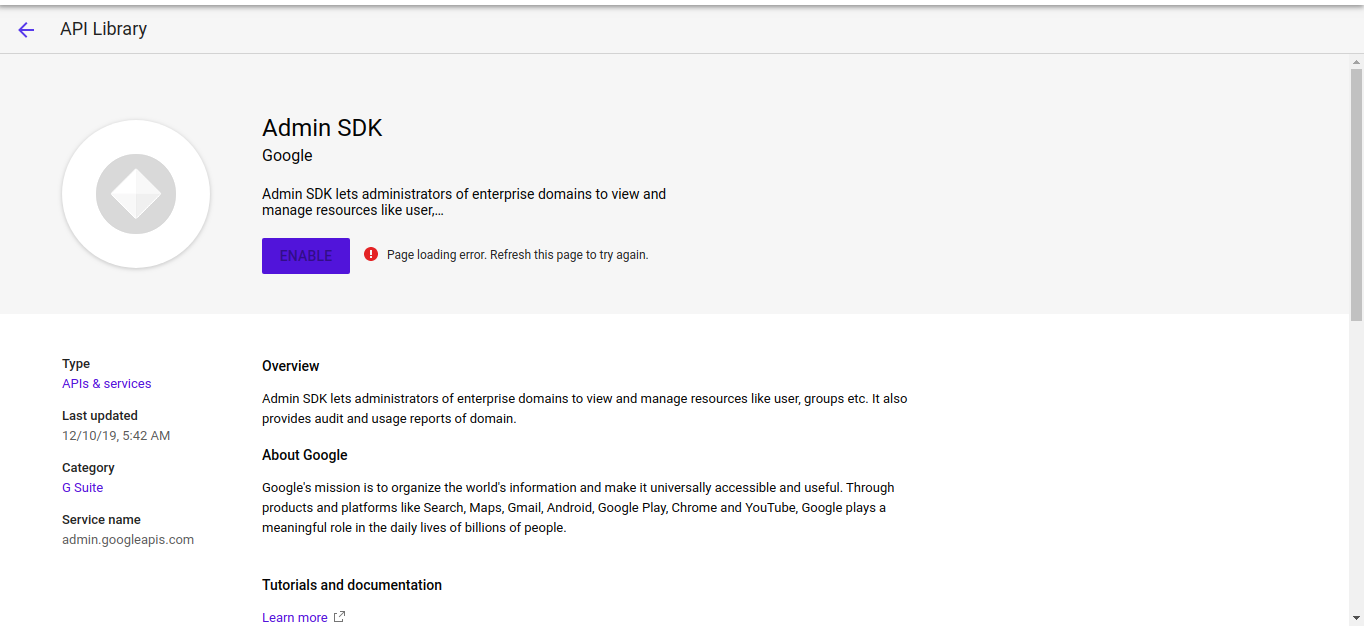 API Library
Admin SDK
Google
Admin SDK lets administrators of enterprise domains to view and
manage resources like user,...
ENABLE
Page loading error. Refresh this page to try again.
Type
APIs & services
Last updated
12/10/19, 5:42 AM
Category
G Suite
Service name
admin.googleapis.com
Overview
Admin SDK lets administrators of enterprise domains to view and manage resources like user, groups etc. It also
provides audit and usage reports of domain.
About Google
Google's mission is to organize the world's information and make it universally accessible and useful. Through
products and platforms like Search, Maps, Gmail, Android, Google Play, Chrome and YouTube, Google plays a
meaningful role in the daily lives of billions of people.
Tutorials and documentation
Learn more